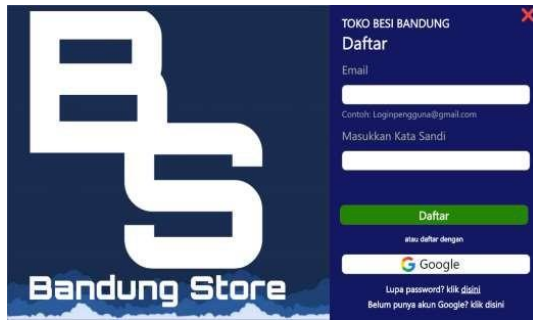 BS
Bandung Store
TOKO BESI BANDUNG
Daftar
Email
Contoh: Loginpengguna@gmail.com
Masukkan Kata Sandi
Daftar
atau daftar dengan
Google
Lupa password? klik disini
Belum punya akun Google? klik disini